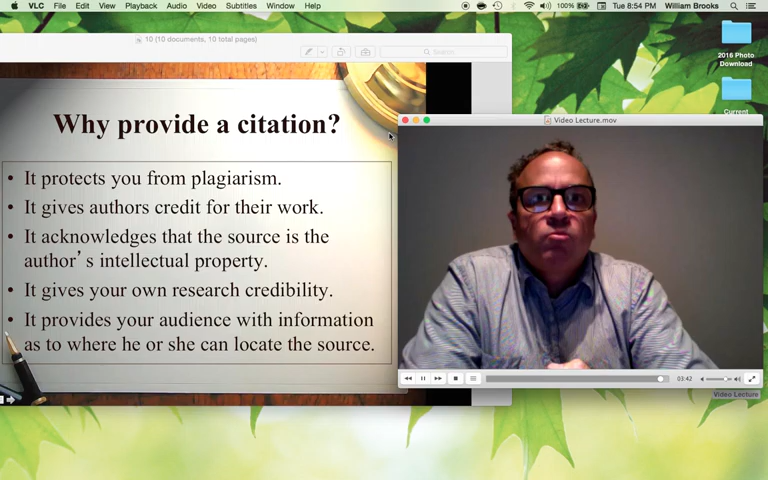 VLC File Edit View Playback Audio Video Subtitles Window Help
100% Tue 8:54 PM William Brooks
10 (10 documents, 10 total pages)
Search
2016 Photo
Download
Current
Video Lecture.mov
Why provide a citation?
• It protects you from plagiarism.
• It gives authors credit for their work.
• It acknowledges that the source is the
author’s intellectual property.
• It gives your own research credibility.
• It provides your audience with information
as to where he or she can locate the source.
03:42
Video Lecture